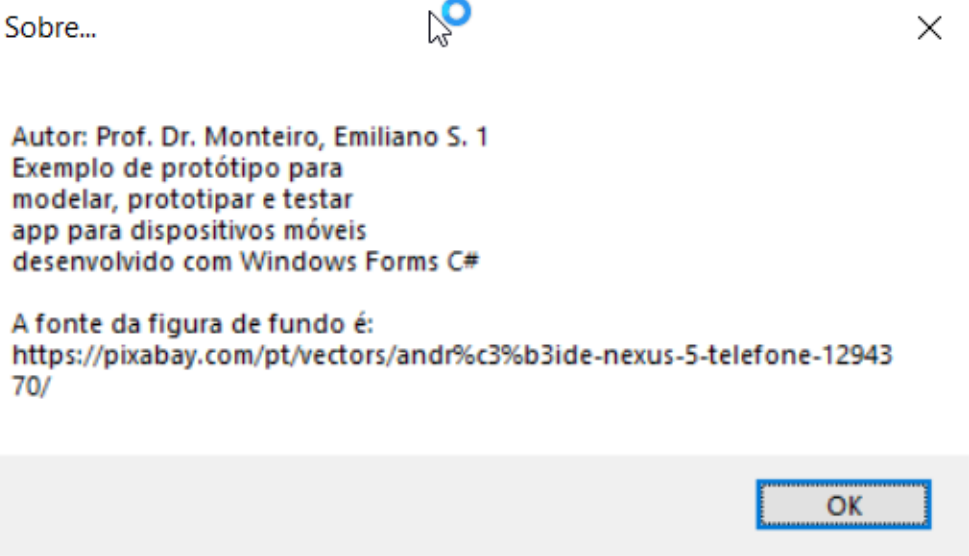 Sobre...
Autor: Prof. Dr. Monteiro, Emiliano S. 1
Exemplo de protótipo para
modelar, prototipar e testar
app para dispositivos móveis
desenvolvido com Windows Forms C#
A fonte da figura de fundo é:
https://pixabay.com/pt/vectors/andr%c3%b3ide-nexus-5-telefone-12943
70/
OK